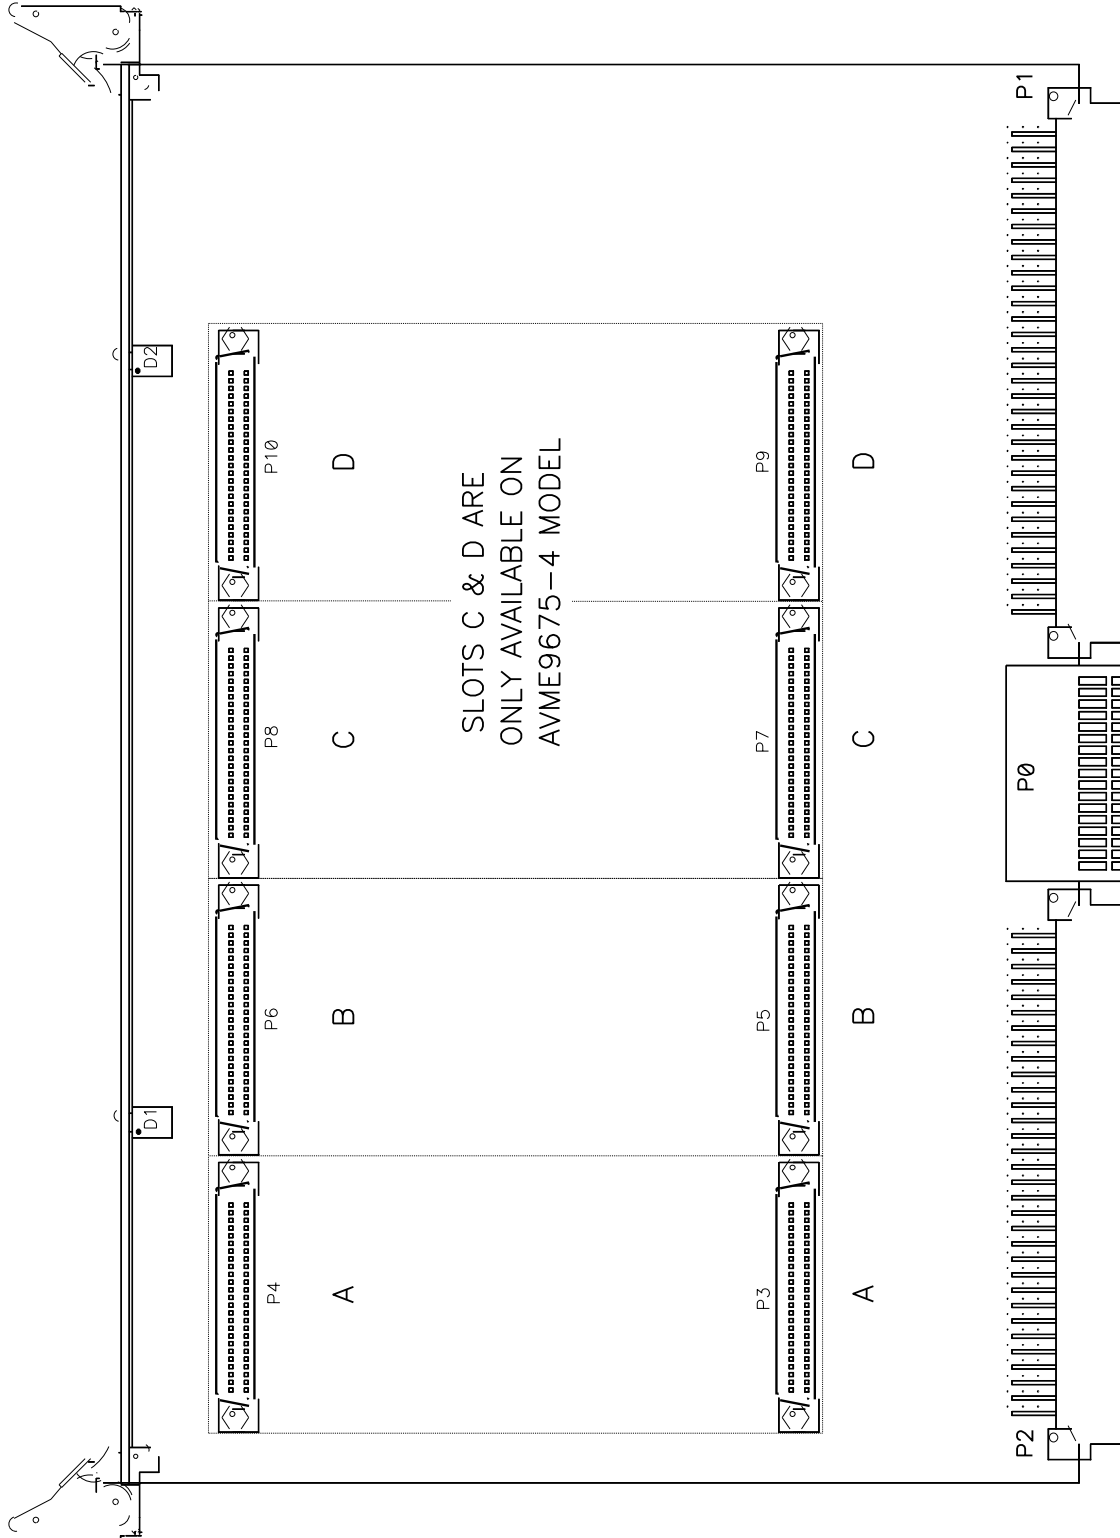 P1
D2
P10
D
P9
D
SLOTS C & D ARE
ONLY AVAILABLE ON
AVME9675-4 MODEL
P8
C
P7
C
P0
P6
B
P5
B
D1
P4
A
P3
A
P2